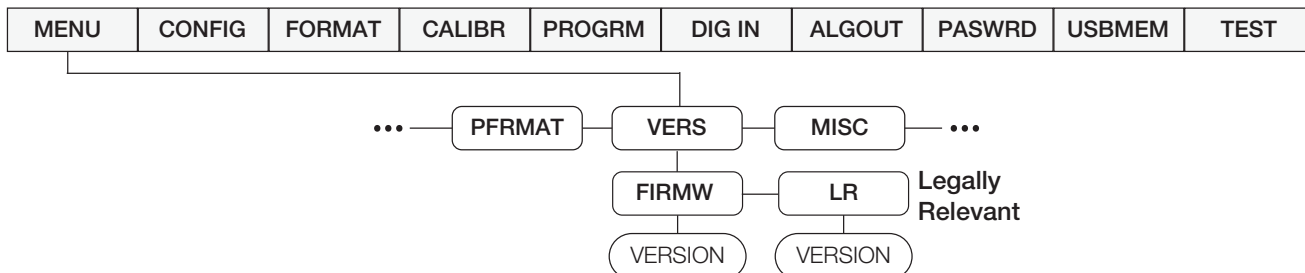 MENU CONFIG FORMAT CALIBR PROGRM DIG IN ALGOUT PASWRD USBMEM TEST
••• PFRMAT VERS MISC •••
FIRMW LR Legally
Relevant
VERSION VERSION